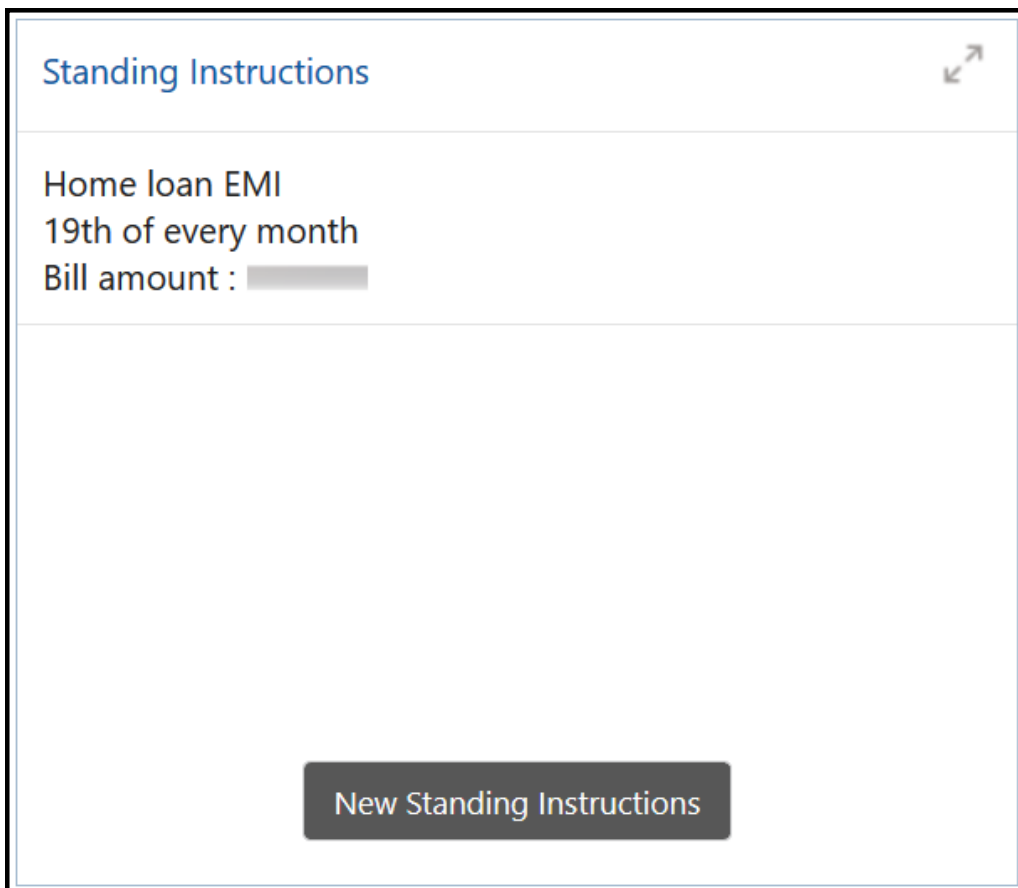 Standing Instructions
Home loan EMI
19th of every month
Bill amount :
New Standing Instructions